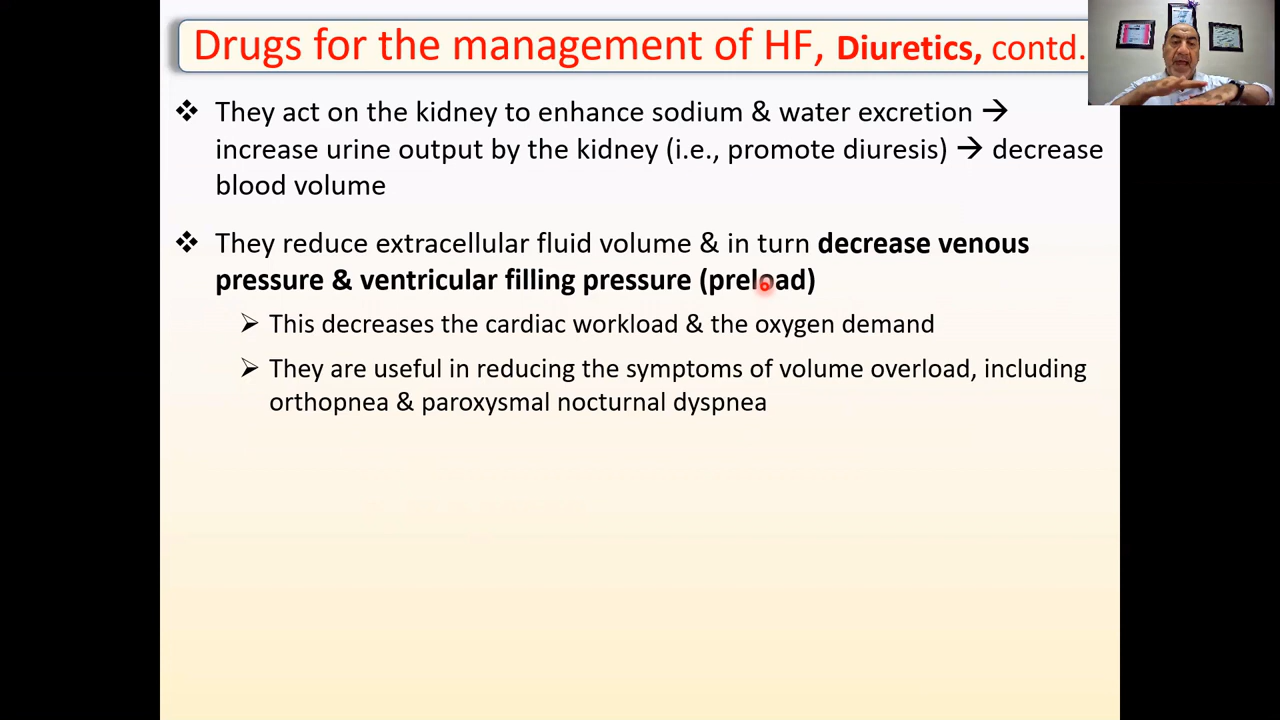 Drugs for the management of HF, Diuretics, contd.
❖ They act on the kidney to enhance sodium & water excretion →
increase urine output by the kidney (i.e., promote diuresis) → decrease
blood volume
❖ They reduce extracellular fluid volume & in turn decrease venous
pressure & ventricular filling pressure (preload)
➢ This decreases the cardiac workload & the oxygen demand
➢ They are useful in reducing the symptoms of volume overload, including
orthopnea & paroxysmal nocturnal dyspnea